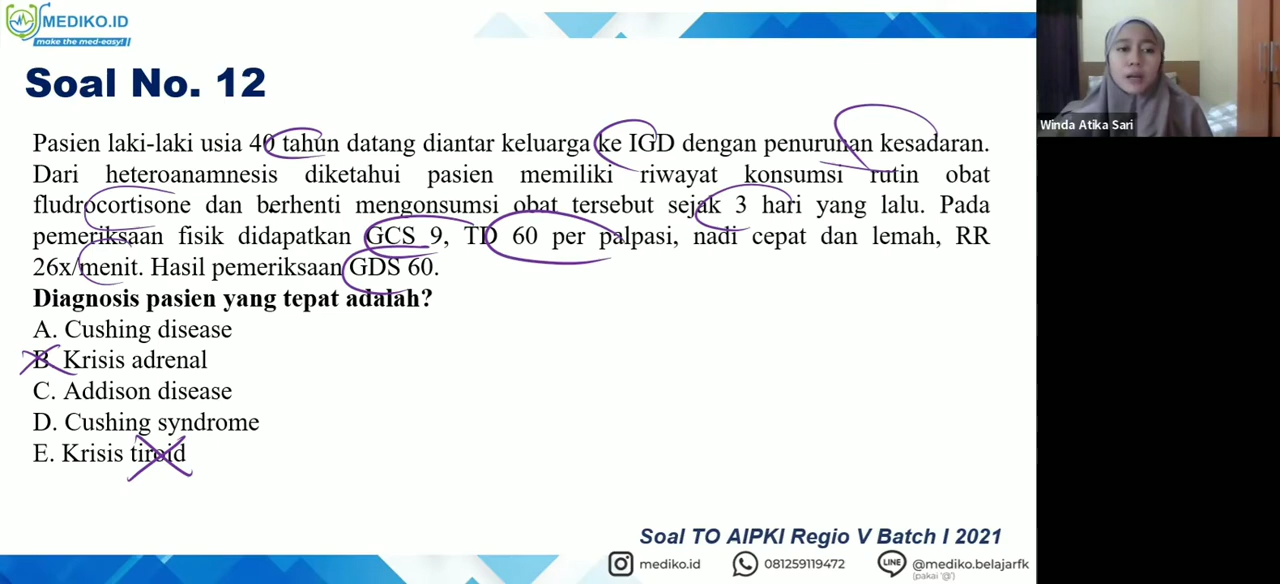 MEDIKO.ID
make the med-easy!
Soal No. 12
Pasien laki-laki usia 40 tahun datang diantar keluarga ke IGD dengan penurunan kesadaran.
Dari heteroanamnesis diketahui pasien memiliki riwayat konsumsi rutin obat
fludrocortisone dan berhenti mengonsumsi obat tersebut sejak 3 hari yang lalu. Pada
pemeriksaan fisik didapatkan GCS 9, TD 60 per palpasi, nadi cepat dan lemah, RR
26x/menit. Hasil pemeriksaan GDS 60.
Diagnosis pasien yang tepat adalah?
A. Cushing disease
B. Krisis adrenal
C. Addison disease
D. Cushing syndrome
E. Krisis tiroid
Soal TO AIPKI Regio V Batch I 2021
mediko.id
081259119472
LINE
@mediko.belajarfk
(pakai '@')
Winda Atika Sari